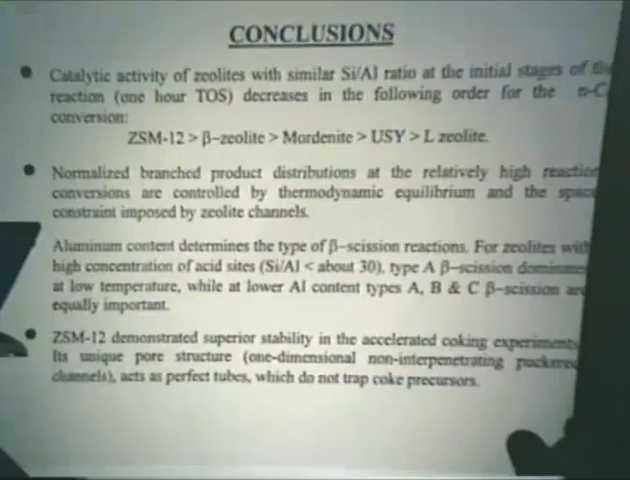 CONCLUSIONS
Catalytic activity of zeolites with similar Si/Al ratio at the initial stages of the
reaction (one hour TOS) decreases in the following order for the n-C
conversion:
ZSM-12 > β-zeolite > Mordenite > USY > L zeolite.
Normalized branched product distributions at the relatively high reaction
conversions are controlled by thermodynamic equilibrium and the space
constraint imposed by zeolite channels.
Aluminum content determines the type of β-scission reactions. For zeolites with
high concentration of acid sites (Si/Al < about 30), type A β-scission dominates
at low temperature, while at lower Al content types A, B & C β-scission are
equally important.
ZSM-12 demonstrated superior stability in the accelerated coking experiments.
Its unique pore structure (one-dimensional non-interpenetrating puckered
channels), acts as perfect tubes, which do not trap coke precursors.